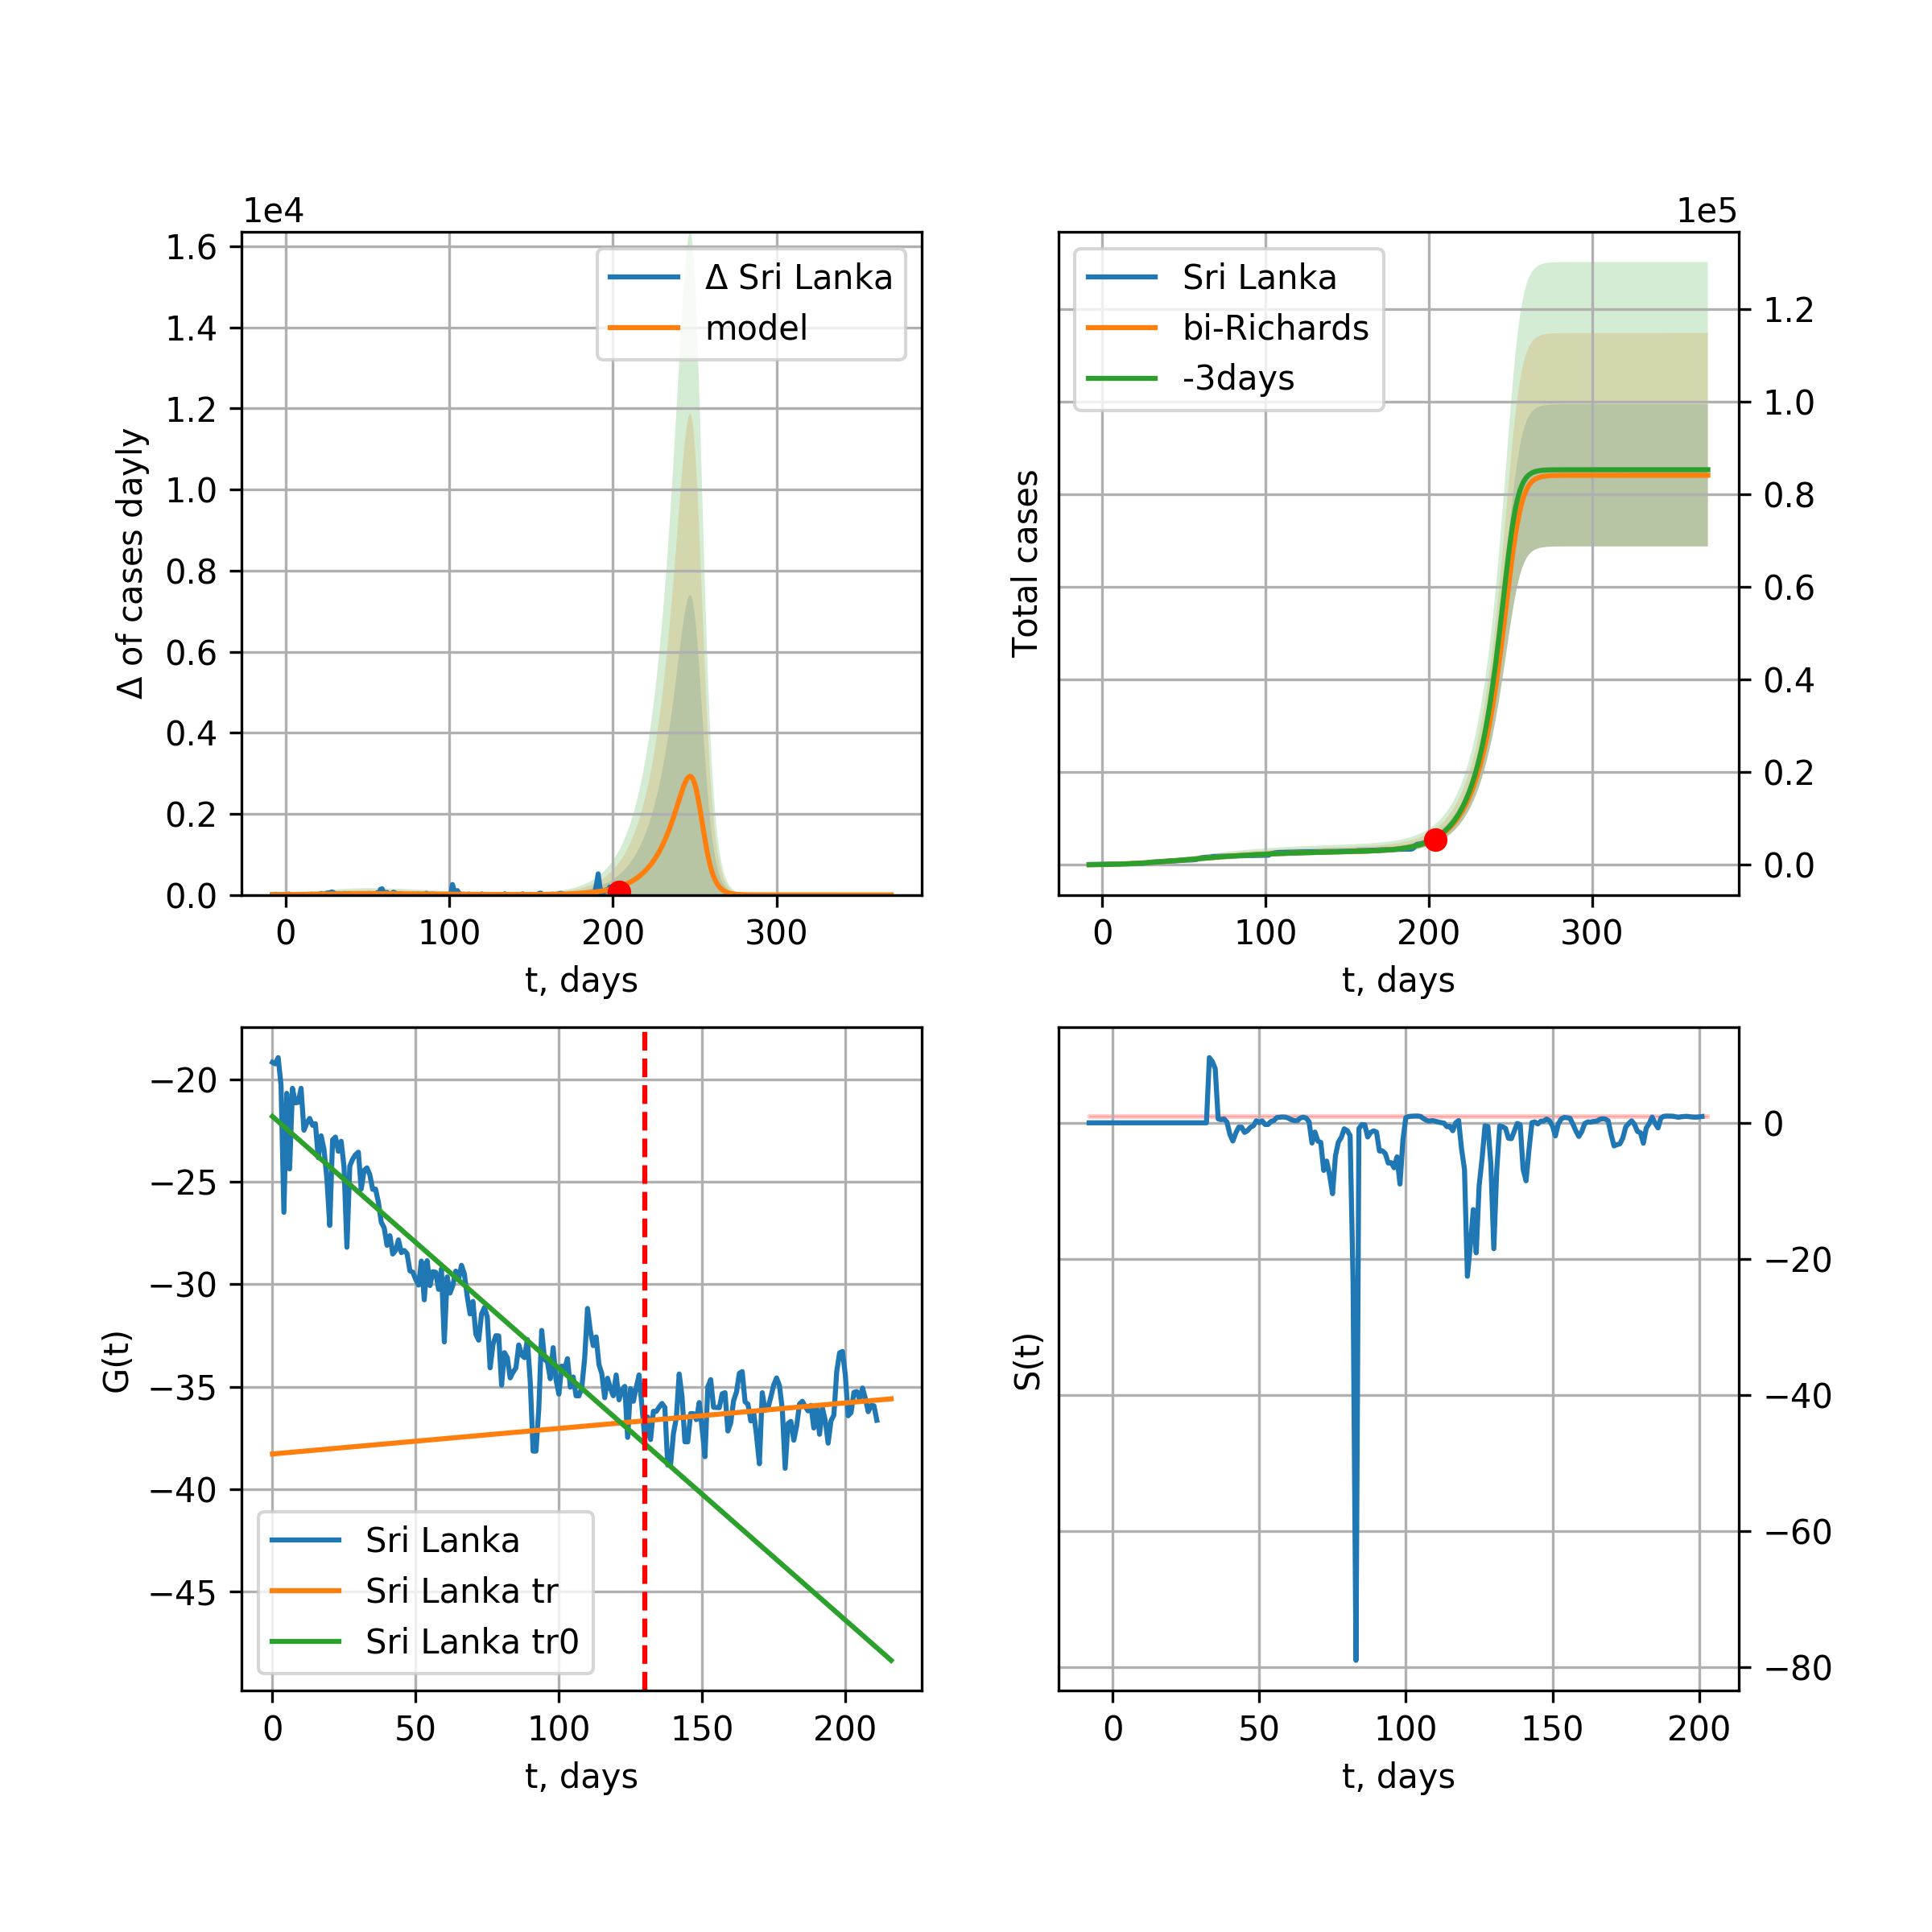 1e4
1.6
1.4
1.2
1.0
0.8
0.6
0.4
0.2
0.0
Δ of cases dayly
Δ Sri Lanka
model
0 100 200 300
t, days
1e5
1.2
1.0
0.8
0.6
0.4
0.2
0.0
Total cases
Sri Lanka
bi-Richards
-3days
0 100 200 300
t, days
−20
−25
−30
−35
−40
−45
G(t)
Sri Lanka
Sri Lanka tr
Sri Lanka tr0
0 50 100 150 200
t, days
0
−20
−40
−60
−80
S(t)
0 50 100 150 200
t, days